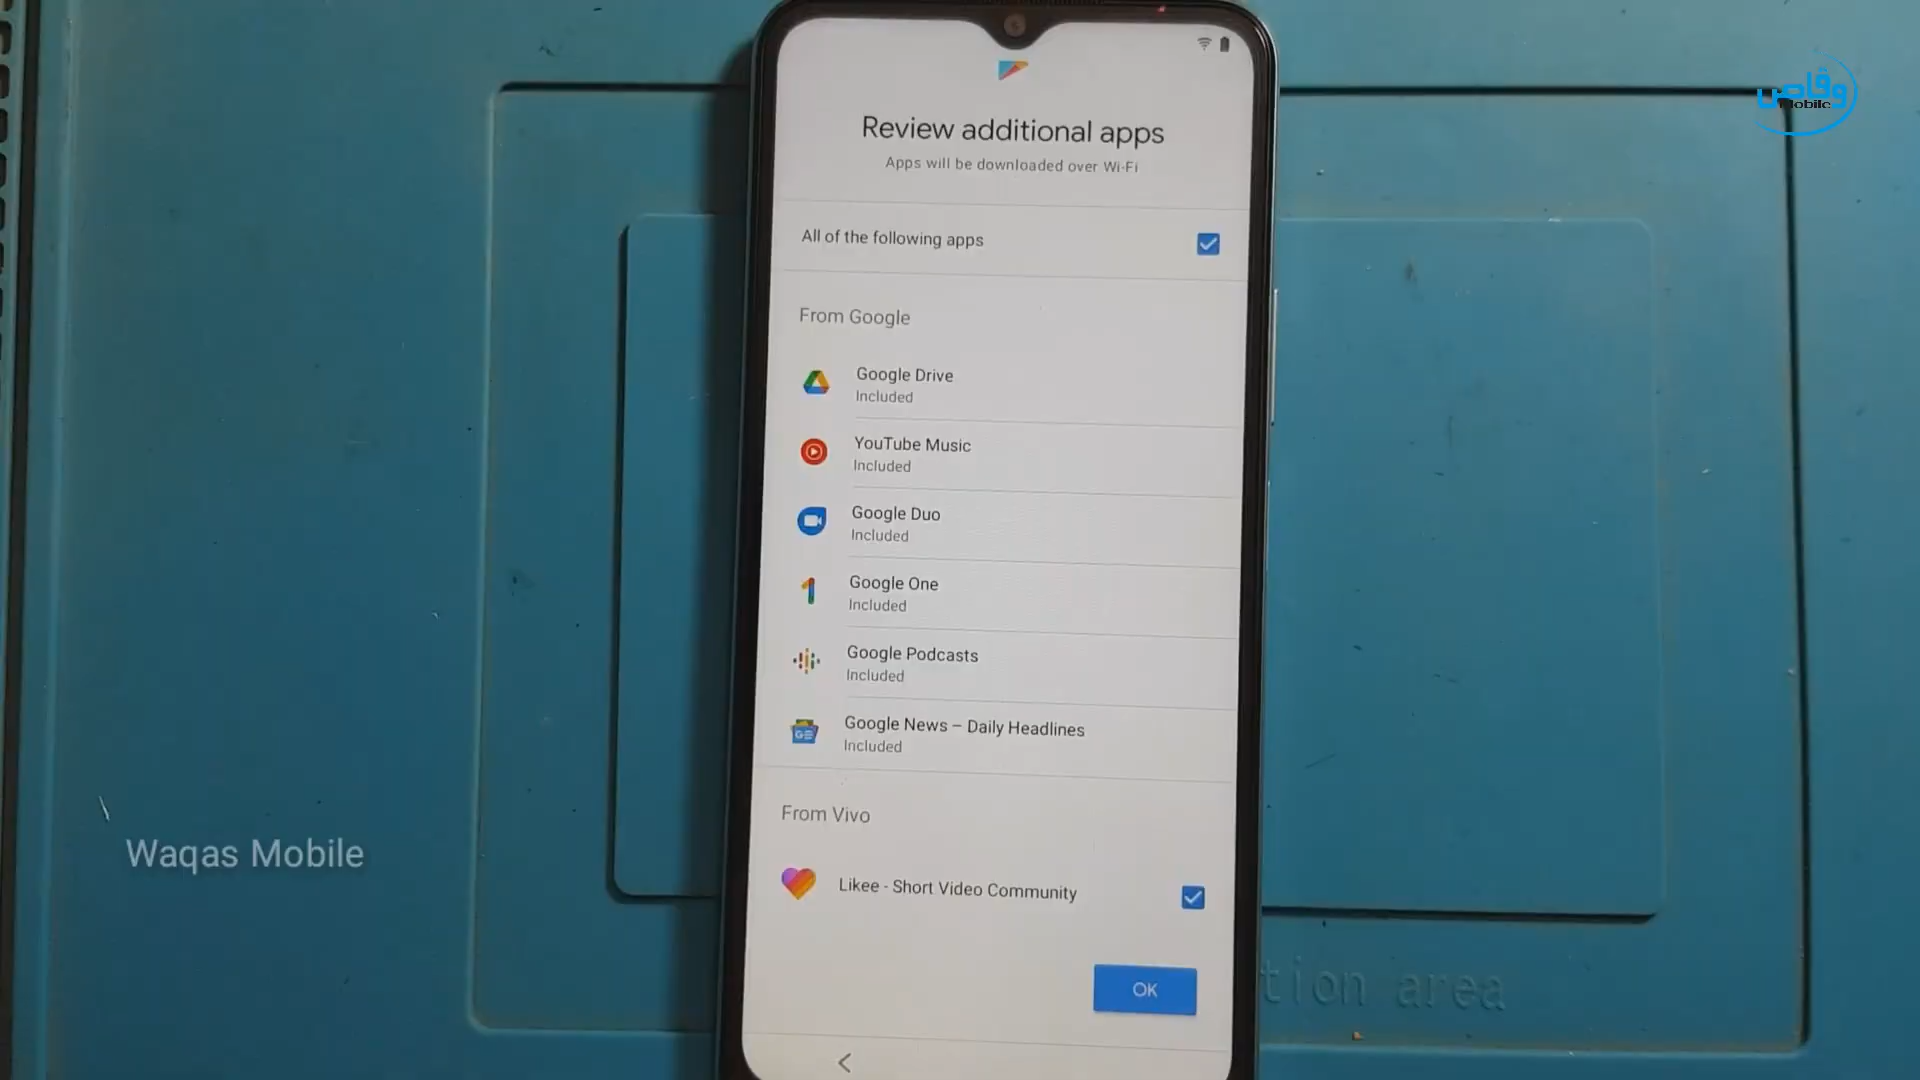 وقاص
Mobile
Review additional apps
Apps will be downloaded over Wi-Fi
All of the following apps
From Google
Google Drive
Included
YouTube Music
Included
Google Duo
Included
Google One
Included
Google Podcasts
Included
Google News – Daily Headlines
Included
From Vivo
Likee - Short Video Community
OK
Waqas Mobile
tion area